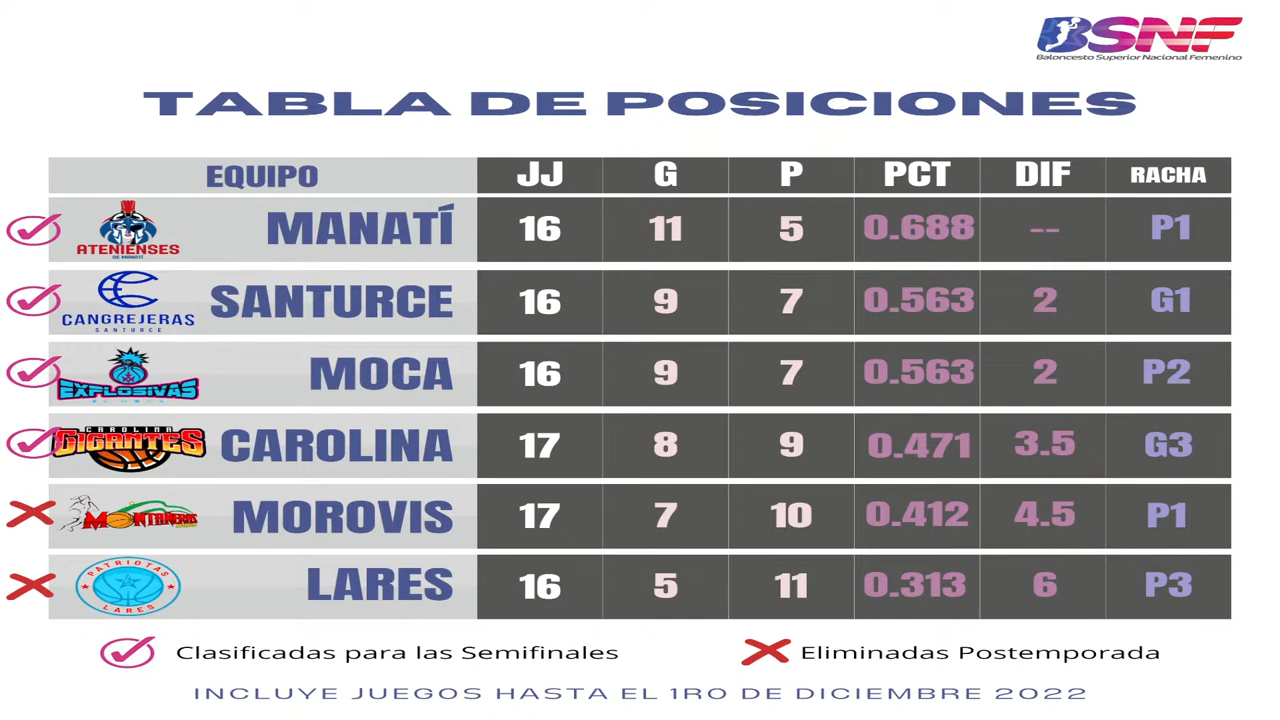 BSNF
Baloncesto Superior Nacional Femenino
TABLA DE POSICIONES
EQUIPO JJ G P PCT DIF RACHA
ATENIENSES
DE MANATÍ
MANATÍ 16 11 5 0.688 -- P1
CANGREJERAS
SANTURCE
SANTURCE 16 9 7 0.563 2 G1
EXPLOSIVAS
DE MOCA
MOCA 16 9 7 0.563 2 P2
CAROLINA
GIGANTES
CAROLINA 17 8 9 0.471 3.5 G3
MONTAÑERAS
MOROVIS 17 7 10 0.412 4.5 P1
PATRIOTAS
LARES
LARES 16 5 11 0.313 6 P3
Clasificadas para las Semifinales
Eliminadas Postemporada
INCLUYE JUEGOS HASTA EL 1RO DE DICIEMBRE 2022